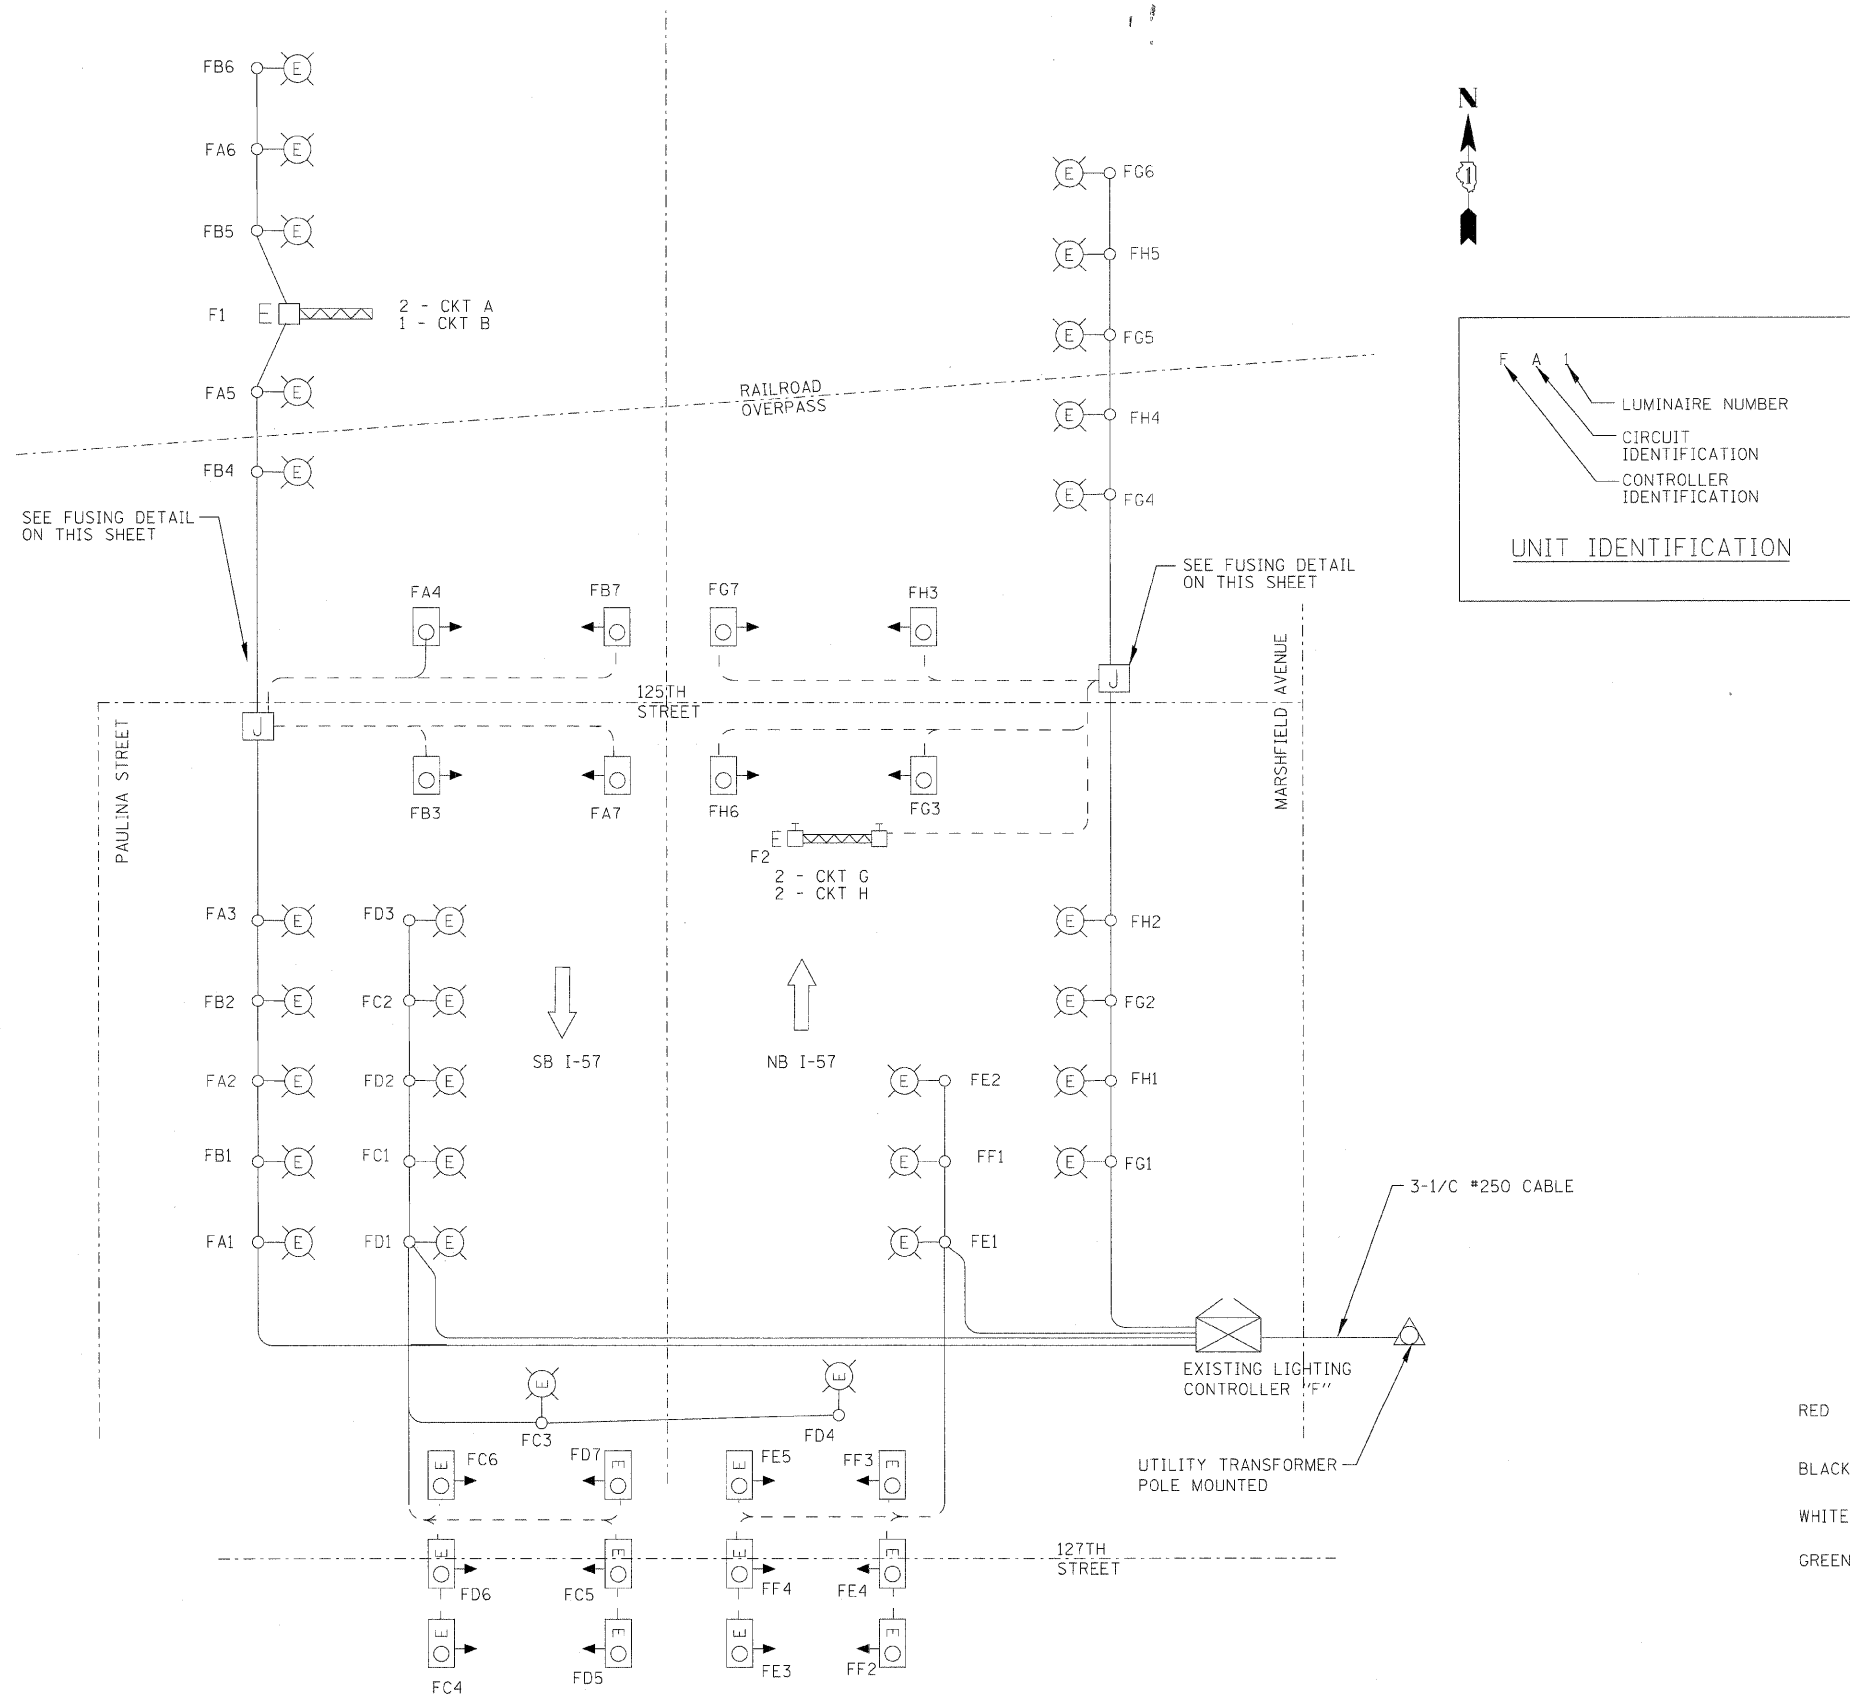 FB6 E
FA6 E
FB5 E
F1 E
2 - CKT A
1 - CKT B
FA5 E
FB4 E
SEE FUSING DETAIL
ON THIS SHEET
RAILROAD
OVERPASS
E FG6
E FH5
E FG5
E FH4
E FG4
SEE FUSING DETAIL
ON THIS SHEET
N
1
F A 1
LUMINAIRE NUMBER
CIRCUIT
IDENTIFICATION
CONTROLLER
IDENTIFICATION
UNIT IDENTIFICATION
FA4 FB7 FG7 FH3
J
J
125TH
STREET
PAULINA STREET
MARSHFIELD AVENUE
FB3 FA7 FH6 FG3
E
F2
2 - CKT G
2 - CKT H
FA3 E FD3 E E FH2
FB2 E FC2 E E FG2
SB I-57 NB I-57
FA2 E FD2 E E FE2 E FH1
FB1 E FC1 E E FF1 E FG1
FA1 E FD1 E E FE1
3-1/C #250 CABLE
EXISTING LIGHTING
CONTROLLER "F"
E E
FC3 FD4
UTILITY TRANSFORMER
POLE MOUNTED
E FC6 FD7 E E FE5 FF3 E
E E E E
FD6 FC5 FF4 FE4
127TH
STREET
E E E E
FC4 FD5 FE3 FF2
RED
BLACK
WHITE
GREEN